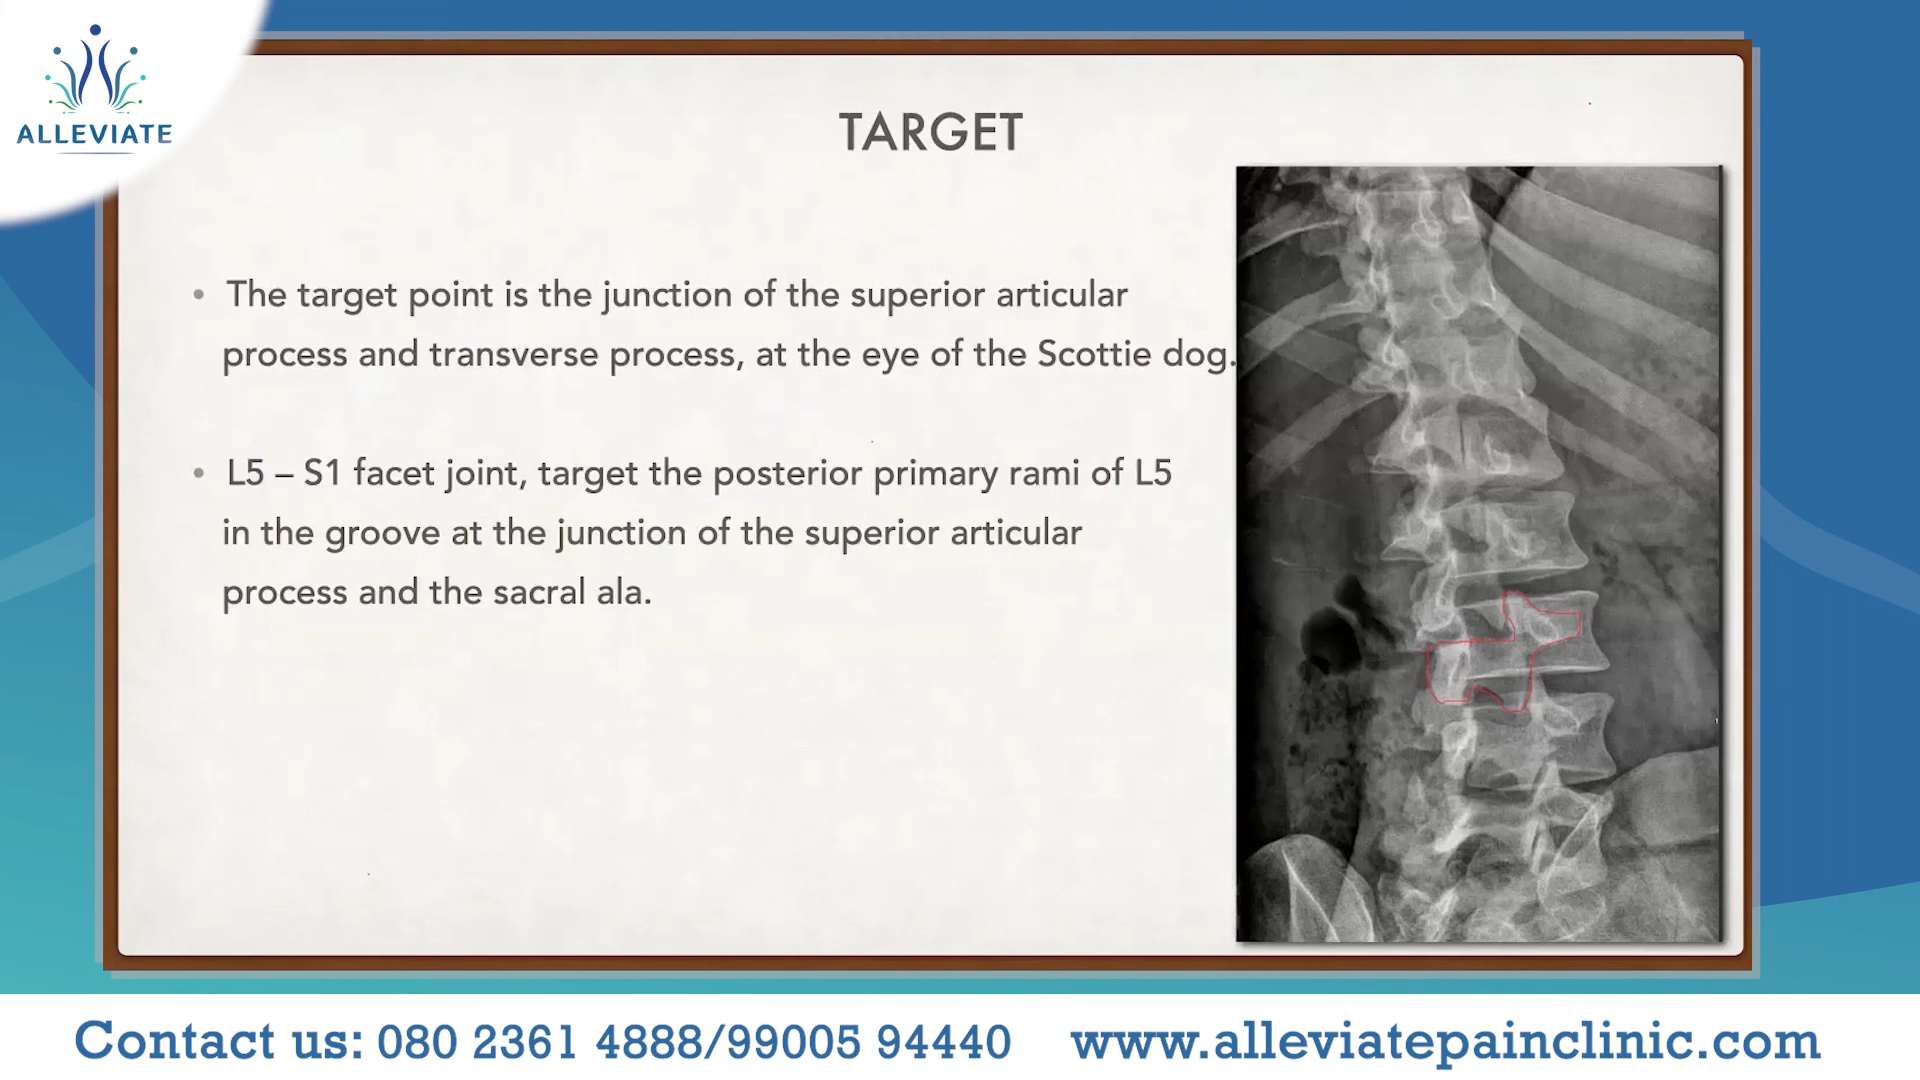 ALLEVIATE
TARGET
• The target point is the junction of the superior articular
process and transverse process, at the eye of the Scottie dog.
• L5 – S1 facet joint, target the posterior primary rami of L5
in the groove at the junction of the superior articular
process and the sacral ala.
Contact us: 080 2361 4888/99005 94440 www.alleviatepainclinic.com